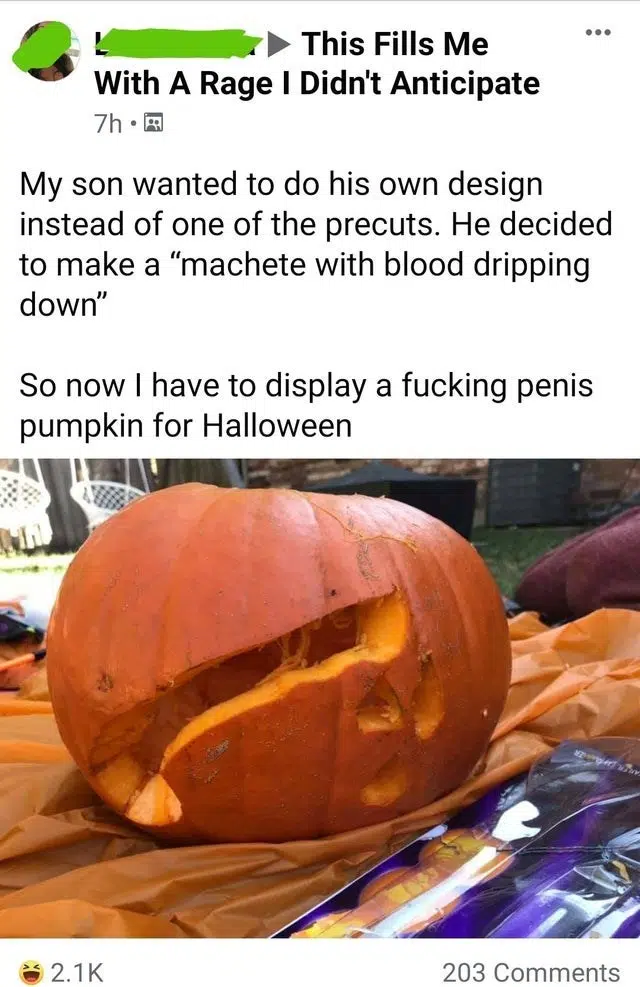 This Fills Me
With A Rage I Didn't Anticipate
7h
My son wanted to do his own design
instead of one of the precuts. He decided
to make a “machete with blood dripping
down”
So now I have to display a fucking penis
pumpkin for Halloween
2.1K
203 Comments